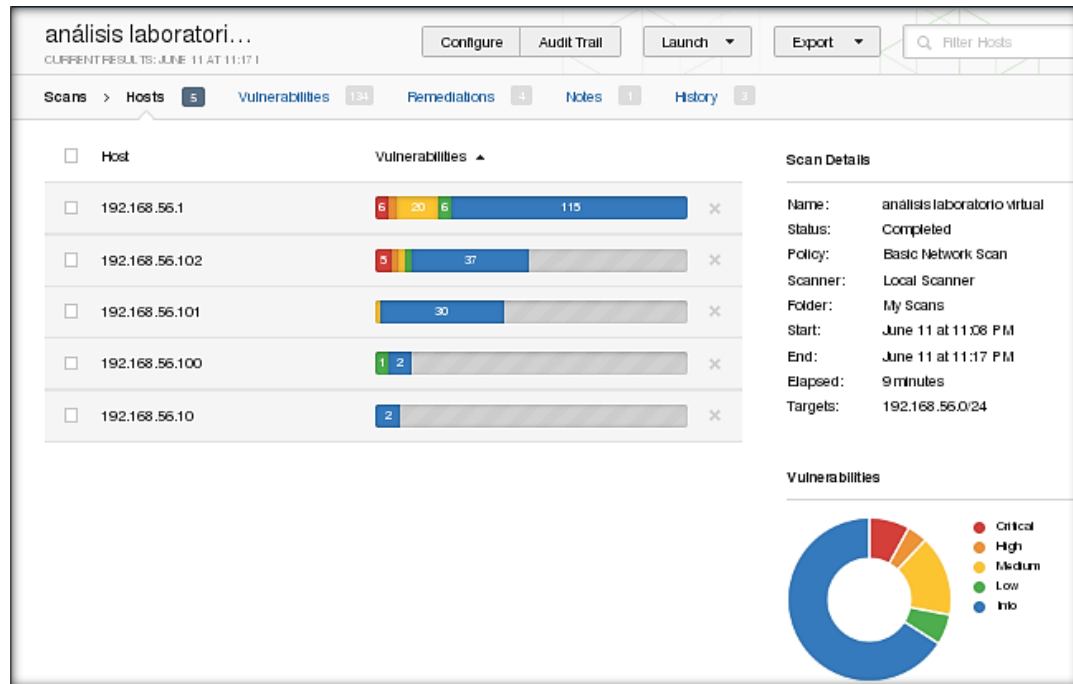 análisis laboratori...
Configure Audit Trail Launch Export Filter Hosts
CURRENT RESULTS: JUNE 11 AT 11:17
Scans > Hosts 5 Vulnerabilities 134 Remediations 4 Notes 1 History 3
Host Vulnerabilities
192.168.56.1 6 20 6 115 ×
192.168.56.102 5 37 ×
192.168.56.101 30 ×
192.168.56.100 1 2 ×
192.168.56.10 2 ×
Scan Details
Name: análisis laboratorio virtual
Status: Completed
Policy: Basic Network Scan
Scanner: Local Scanner
Folder: My Scans
Start: June 11 at 11:08 PM
End: June 11 at 11:17 PM
Elapsed: 9 minutes
Targets: 192.168.56.0/24
Vulnerabilities
Critical
High
Medium
Low
Info